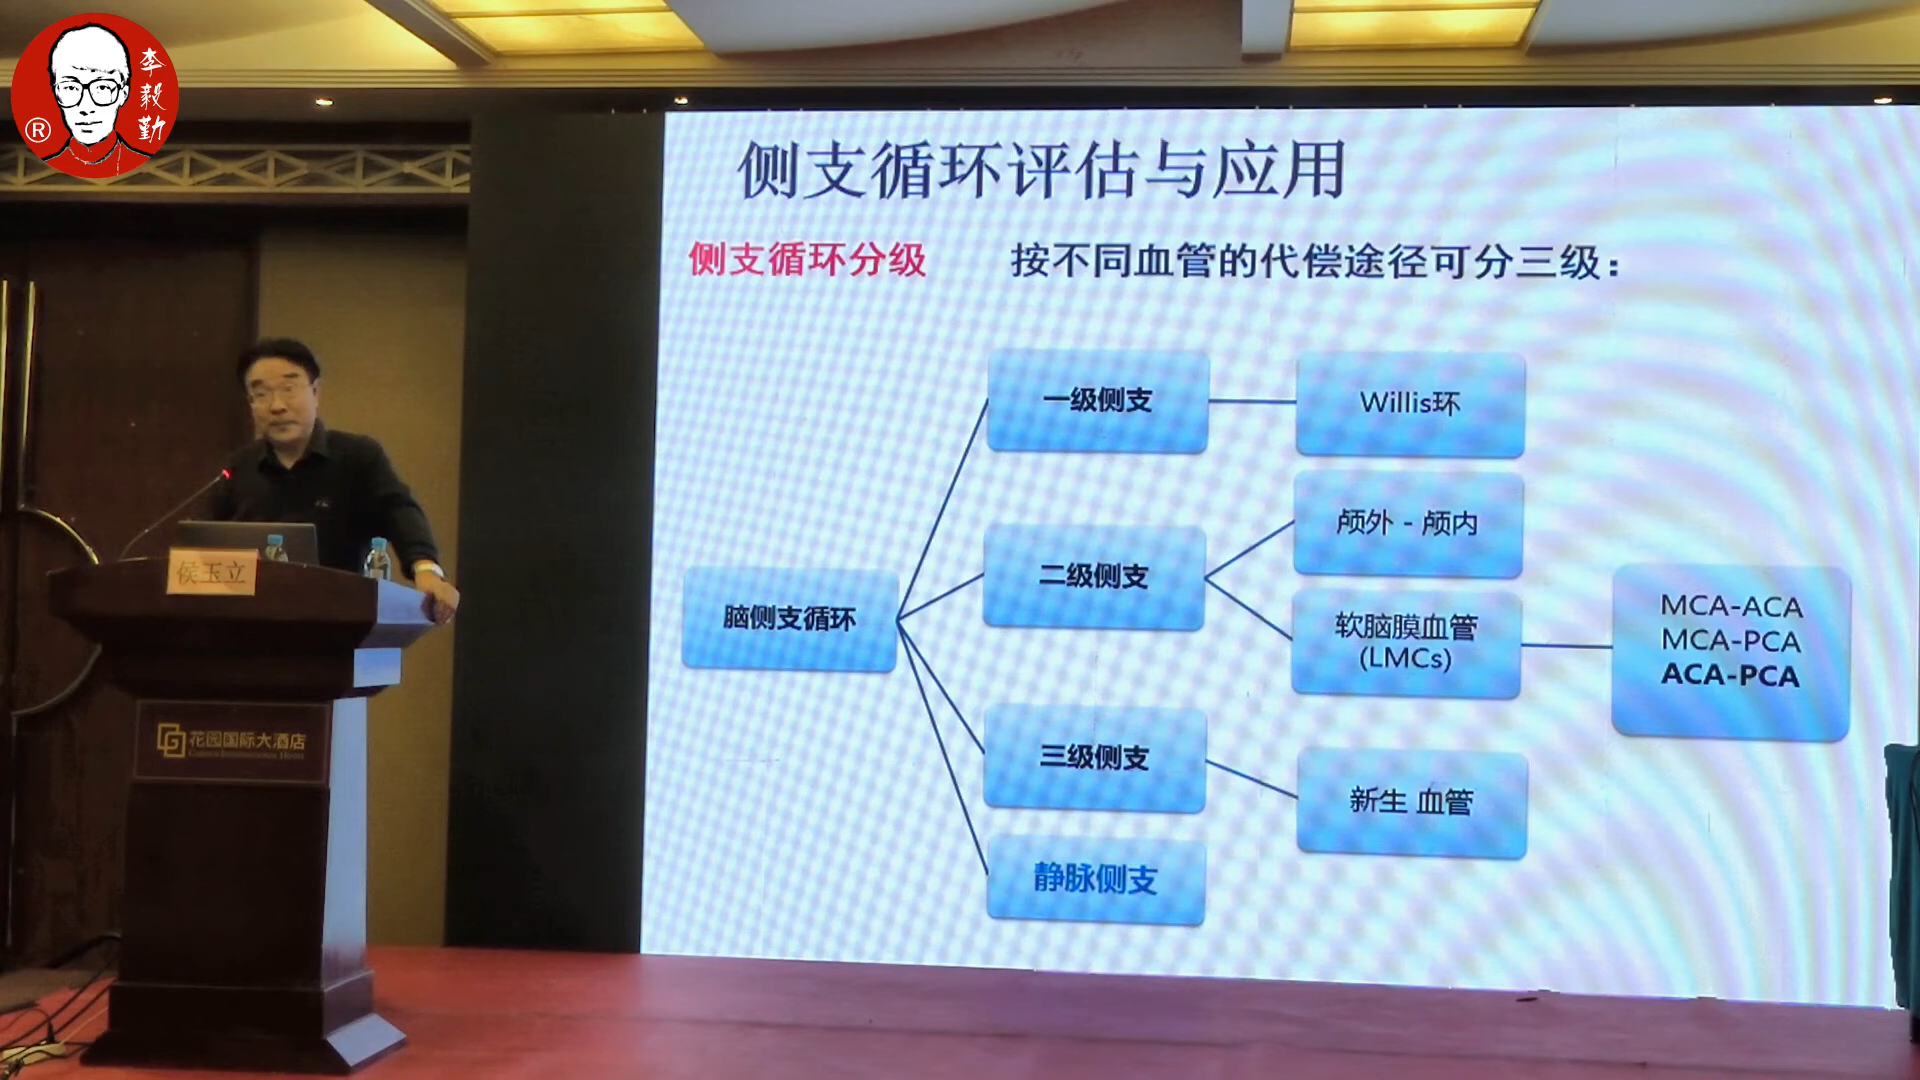 李毅勤
®
侧支循环评估与应用
侧支循环分级
按不同血管的代偿途径可分三级：
脑侧支循环
一级侧支
Willis环
二级侧支
颅外 - 颅内
软脑膜血管
(LMCs)
MCA-ACA
MCA-PCA
ACA-PCA
三级侧支
新生 血管
静脉侧支
侯玉立
花园国际大酒店